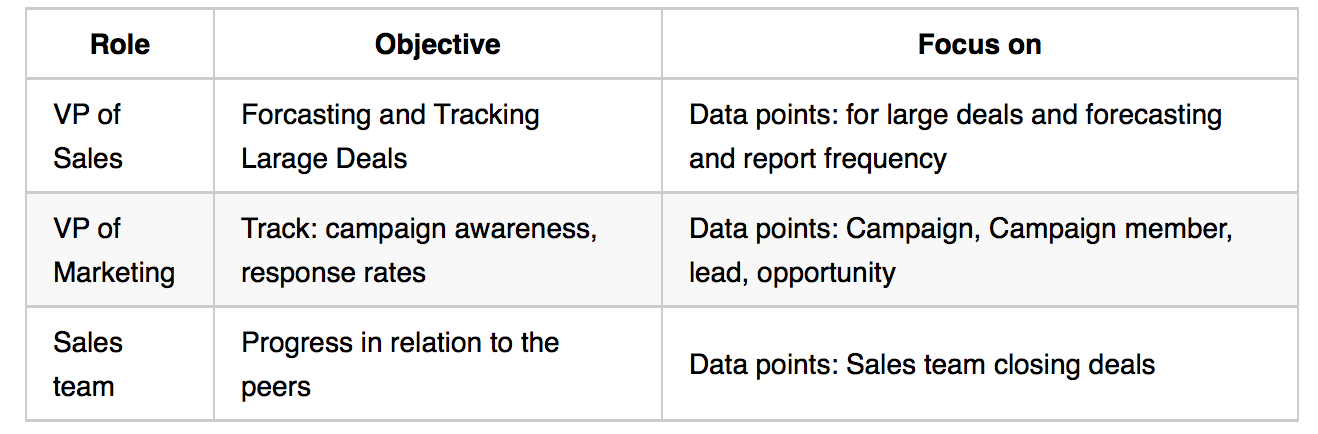 Role Objective Focus on
VP of Sales Forcasting and Tracking Larage Deals Data points: for large deals and forecasting and report frequency
VP of Marketing Track: campaign awareness, response rates Data points: Campaign, Campaign member, lead, opportunity
Sales team Progress in relation to the peers Data points: Sales team closing deals